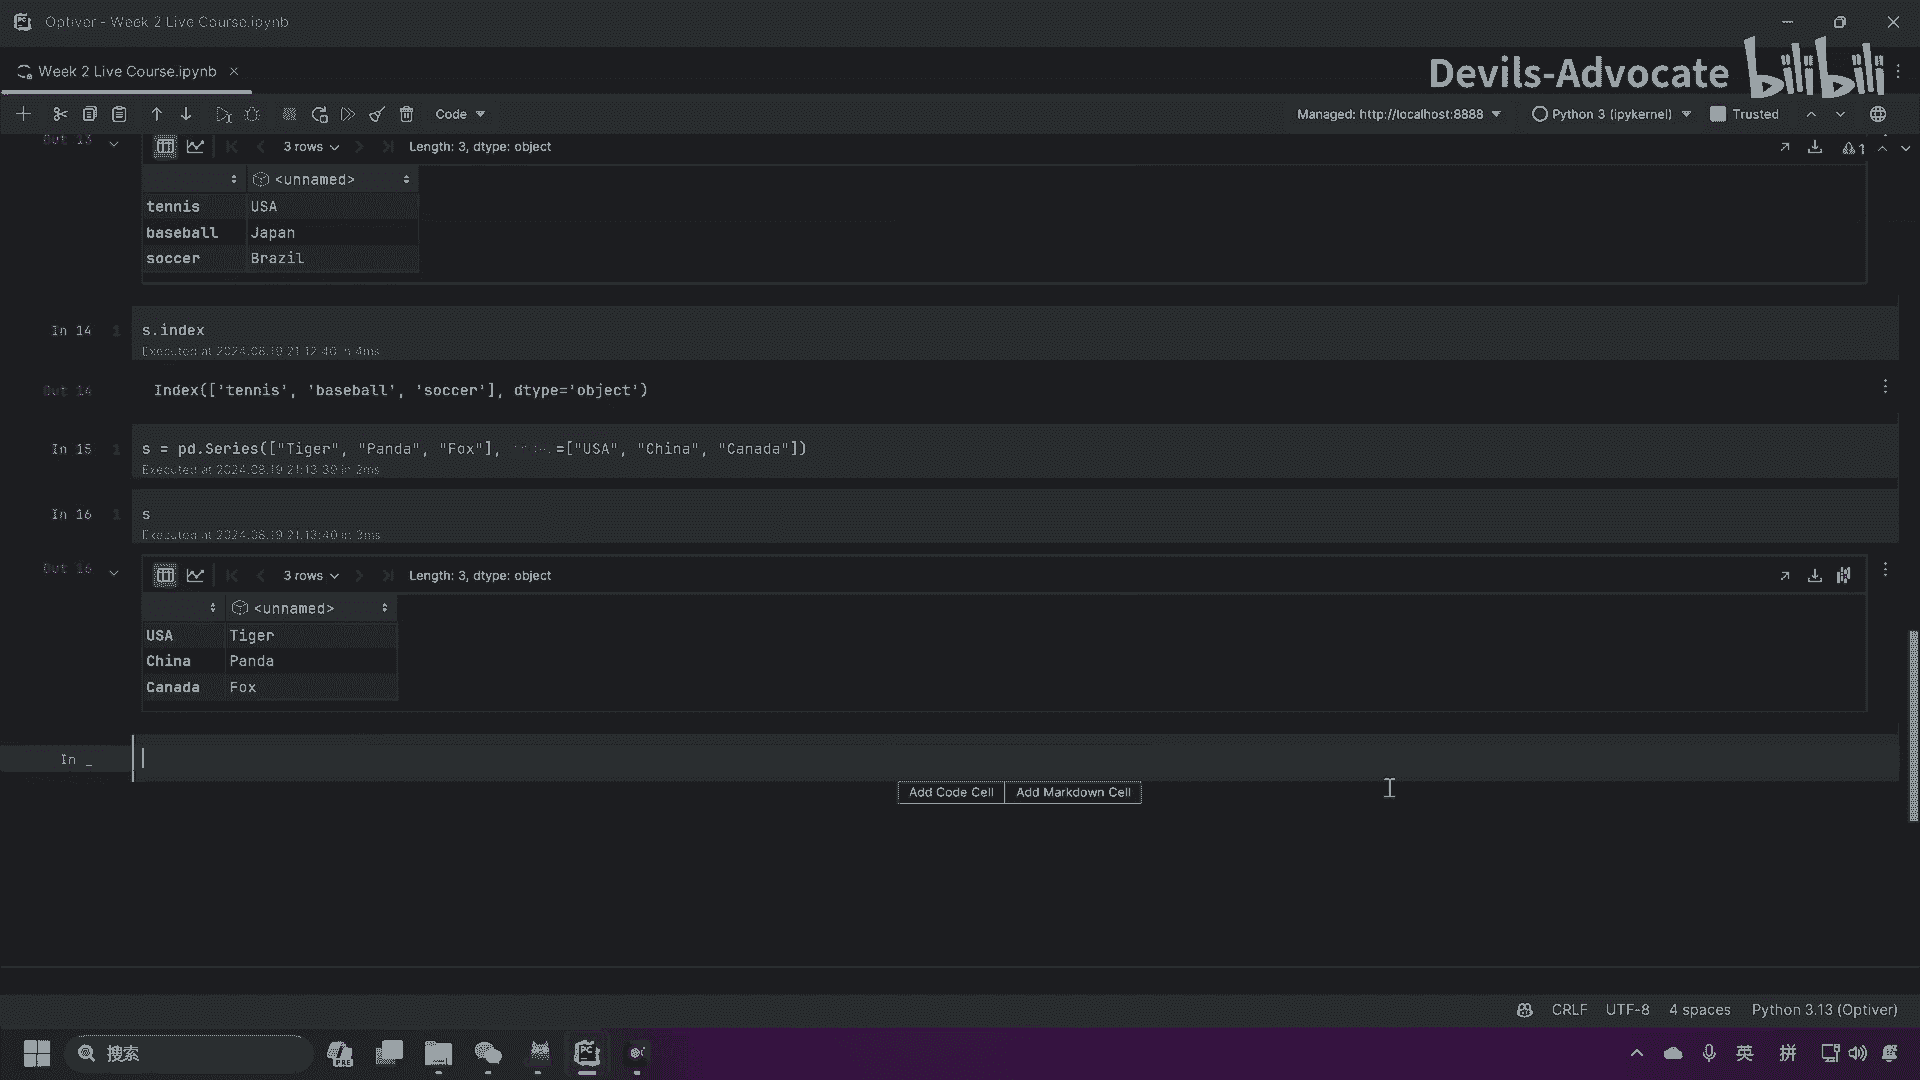 Optiver - Week 2 Live Course.ipynb
Week 2 Live Course.ipynb
Devils-Advocate bilibili
Code
Managed: http://localhost:8888
Python 3 (ipykernel)
Trusted
Out 13
3 rows
Length: 3, dtype: object
1
<unnamed>
tennis USA
baseball Japan
soccer Brazil
In 14 1 s.index
Executed at 2024.08.19 21:12:46 in 4ms
Out 14 Index(['tennis', 'baseball', 'soccer'], dtype='object')
In 15 1 s = pd.Series(["Tiger", "Panda", "Fox"], =["USA", "China", "Canada"])
Executed at 2024.08.19 21:13:39 in 2ms
In 16 1 s
Executed at 2024.08.19 21:13:40 in 3ms
Out 16
3 rows
Length: 3, dtype: object
<unnamed>
USA Tiger
China Panda
Canada Fox
In _
Add Code Cell Add Markdown Cell
CRLF UTF-8 4 spaces Python 3.13 (Optiver)
搜索
PRE
英 拼